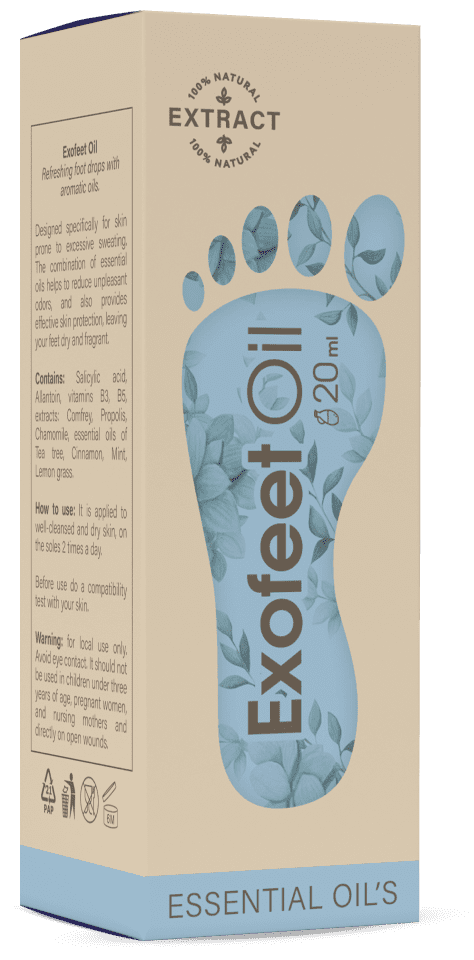 100% NATURAL
EXTRACT
100% NATURAL
Exofeet Oil
20 ml
ESSENTIAL OIL'S
Exofeet Oil
Refreshing foot drops with
aromatic oils.
Designed specifically for skin
prone to excessive sweating.
The combination of essential
oils helps to reduce unpleasant
odors, and also provides
effective skin protection, leaving
your feet dry and fragrant.
Contains: Salicylic acid,
Allantoin, vitamins B3, B5,
extracts: Comfrey, Propolis,
Chamomile, essential oils of
Tea tree, Cinnamon, Mint,
Lemon grass.
How to use: It is applied to
well-cleansed and dry skin, on
the soles 2 times a day.
Before use do a compatibility
test with your skin.
Warning: for local use only.
Avoid eye contact. It should not
be used in children under three
years of age, pregnant women,
and nursing mothers and
directly on open wounds.
21
PAP
6M